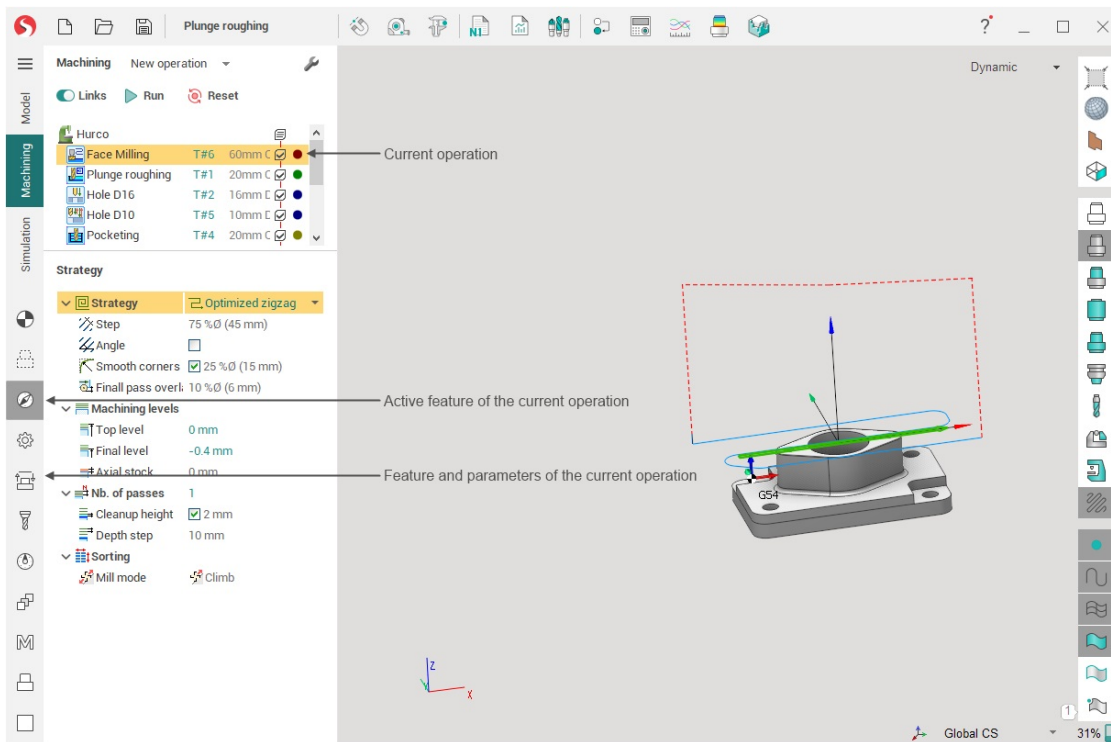 Plunge roughing
N1
?
Machining New operation
Links Run Reset
Model
Machining
Simulation
Hurco
Face Milling T#6 60mm C
Plunge roughing T#1 20mm C
Hole D16 T#2 16mm D
Hole D10 T#5 10mm D
Pocketing T#4 20mm C
Current operation
Dynamic
Strategy
Strategy Optimized zigzag
Step 75 %Ø (45 mm)
Angle
Smooth corners 25 %Ø (15 mm)
Finall pass overl 10 %Ø (6 mm)
Active feature of the current operation
Machining levels
Top level 0 mm
Final level -0.4 mm
Axial stock 0 mm
Feature and parameters of the current operation
Nb. of passes 1
Cleanup height 2 mm
Depth step 10 mm
Sorting
Mill mode Climb
G54
Z
Y
X
M
1
Global CS 31%